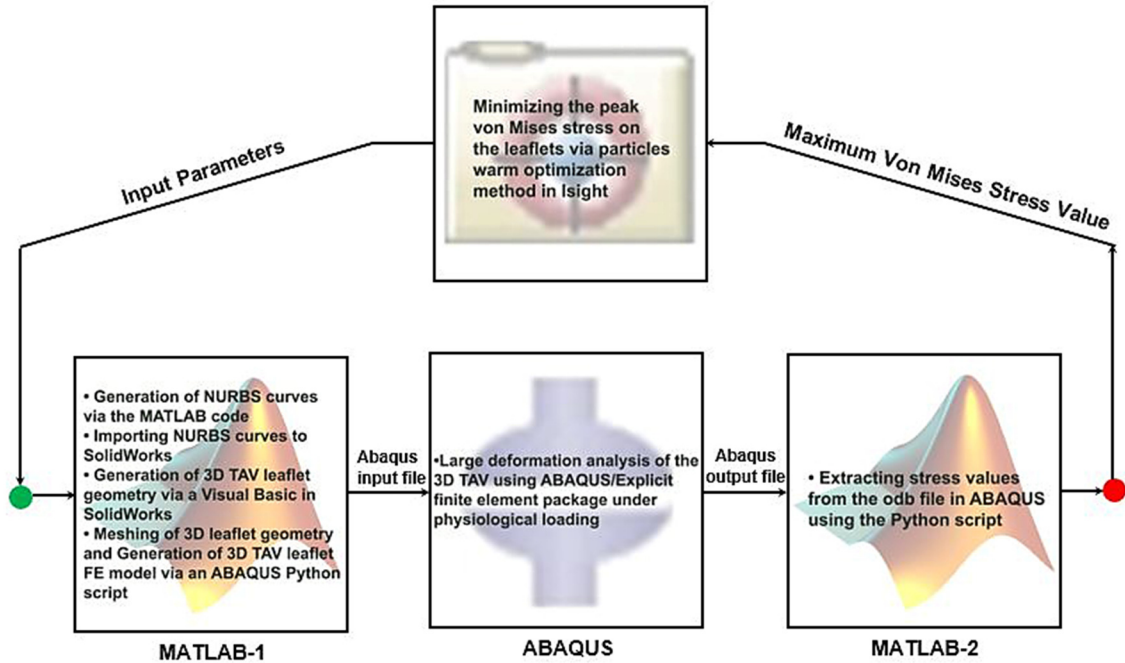 Minimizing the peak
von Mises stress on
the leaflets via particles
warm optimization
method in Isight
Input Parameters
Maximum Von Mises Stress Value
• Generation of NURBS curves
via the MATLAB code
• Importing NURBS curves to
SolidWorks
• Generation of 3D TAV leaflet
geometry via a Visual Basic in
SolidWorks
• Meshing of 3D leaflet geometry
and Generation of 3D TAV leaflet
FE model via an ABAQUS Python
script
MATLAB-1
Abaqus
input file
•Large deformation analysis of the
3D TAV using ABAQUS/Explicit
finite element package under
physiological loading
ABAQUS
Abaqus
output file
• Extracting stress values
from the odb file in ABAQUS
using the Python script
MATLAB-2